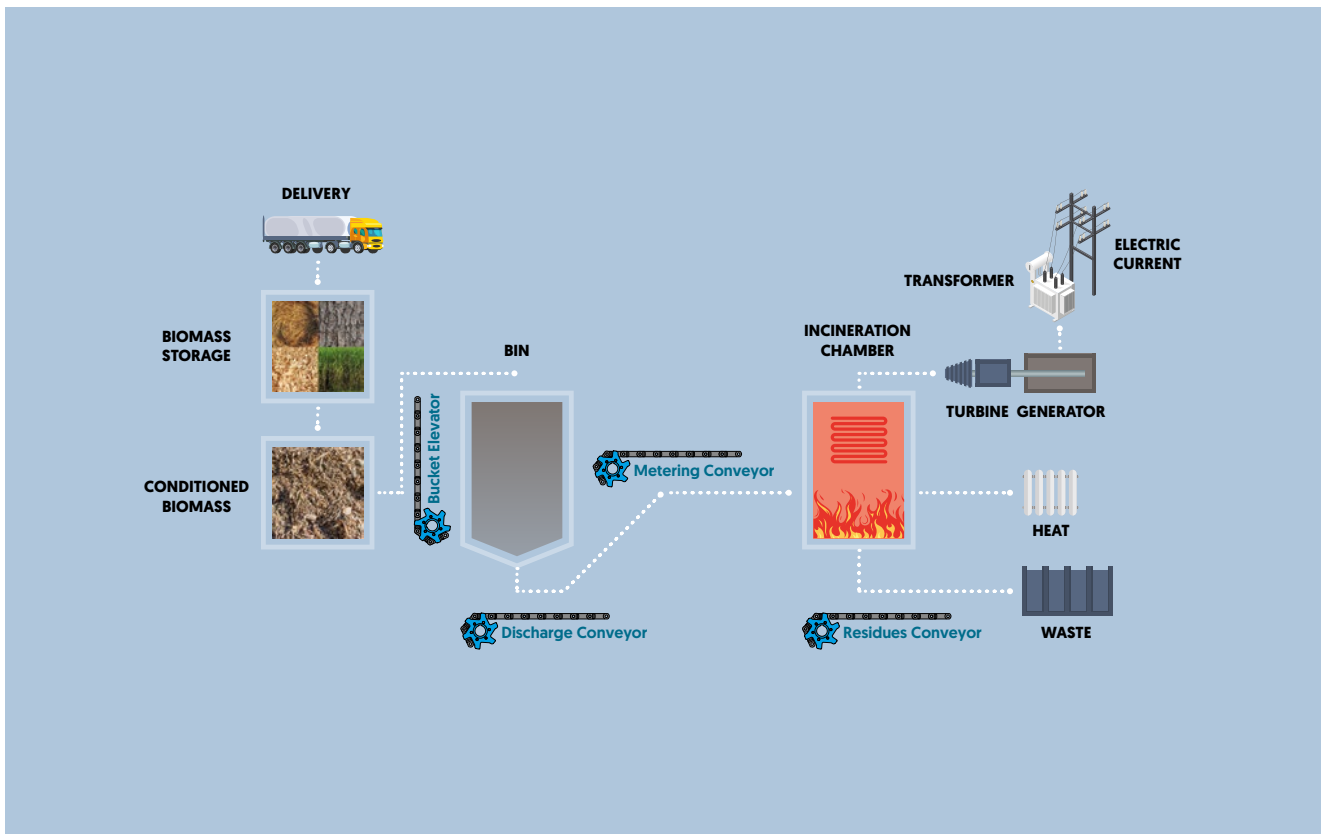 DELIVERY
BIOMASS
STORAGE
CONDITIONED
BIOMASS
Bucket Elevator
BIN
Discharge Conveyor
Metering Conveyor
INCINERATION
CHAMBER
Residues Conveyor
TRANSFORMER
ELECTRIC
CURRENT
TURBINE
GENERATOR
HEAT
WASTE